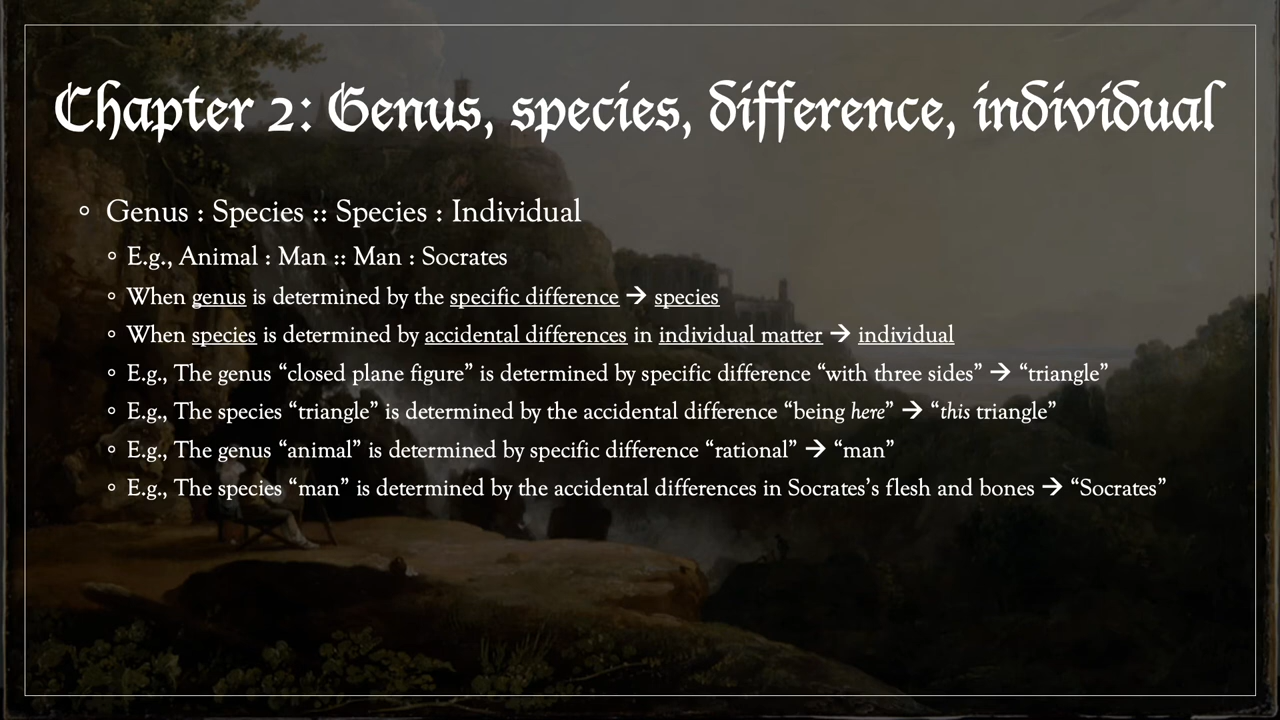 Chapter 2: Genus, species, difference, individual
Genus : Species :: Species : Individual
E.g., Animal : Man :: Man : Socrates
When genus is determined by the specific difference → species
When species is determined by accidental differences in individual matter → individual
E.g., The genus “closed plane figure” is determined by specific difference “with three sides” → “triangle”
E.g., The species “triangle” is determined by the accidental difference “being here” → “this triangle”
E.g., The genus “animal” is determined by specific difference “rational” → “man”
E.g., The species “man” is determined by the accidental differences in Socrates’s flesh and bones → “Socrates”